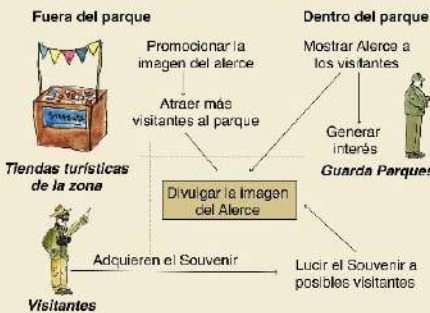 Fuera del parque
Dentro del parque
Promocionar la
imagen del alerce
Mostrar Alerce a
los visitantes
Atraer más
visitantes al parque
Generar
interés
Tiendas turísticas
de la zona
Guarda Parques
Divulgar la imagen
del Alerce
Adquieren el Souvenir
Lucir el Souvenir a
posibles visitantes
Visitantes